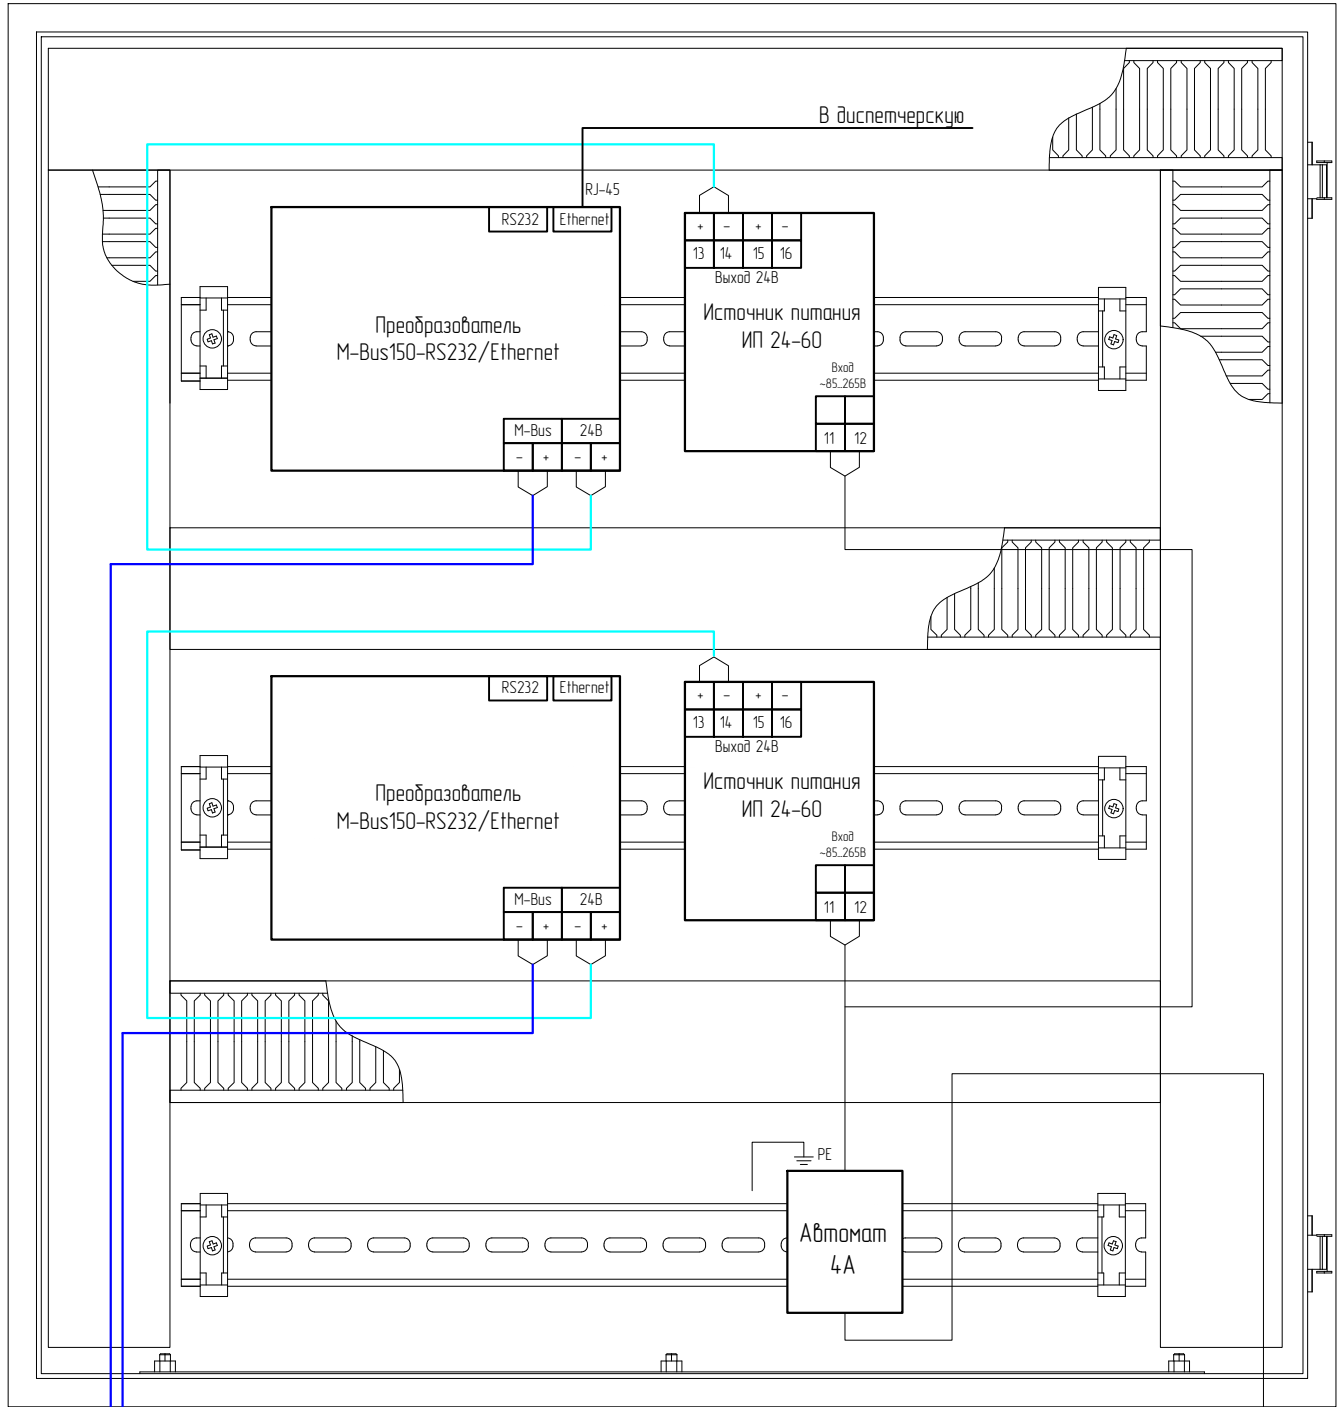 В диспетчерскую
RJ-45
RS232 Ethernet
+ - + -
13 14 15 16
Выход 24В
Преобразователь
M-Bus150-RS232/Ethernet
Источник питания
ИП 24-60
Вход
~85...265В
M-Bus 24В
- + - +
11 12
RS232 Ethernet
+ - + -
13 14 15 16
Выход 24В
Преобразователь
M-Bus150-RS232/Ethernet
Источник питания
ИП 24-60
Вход
~85...265В
M-Bus 24В
- + - +
11 12
PE
Автомат
4А